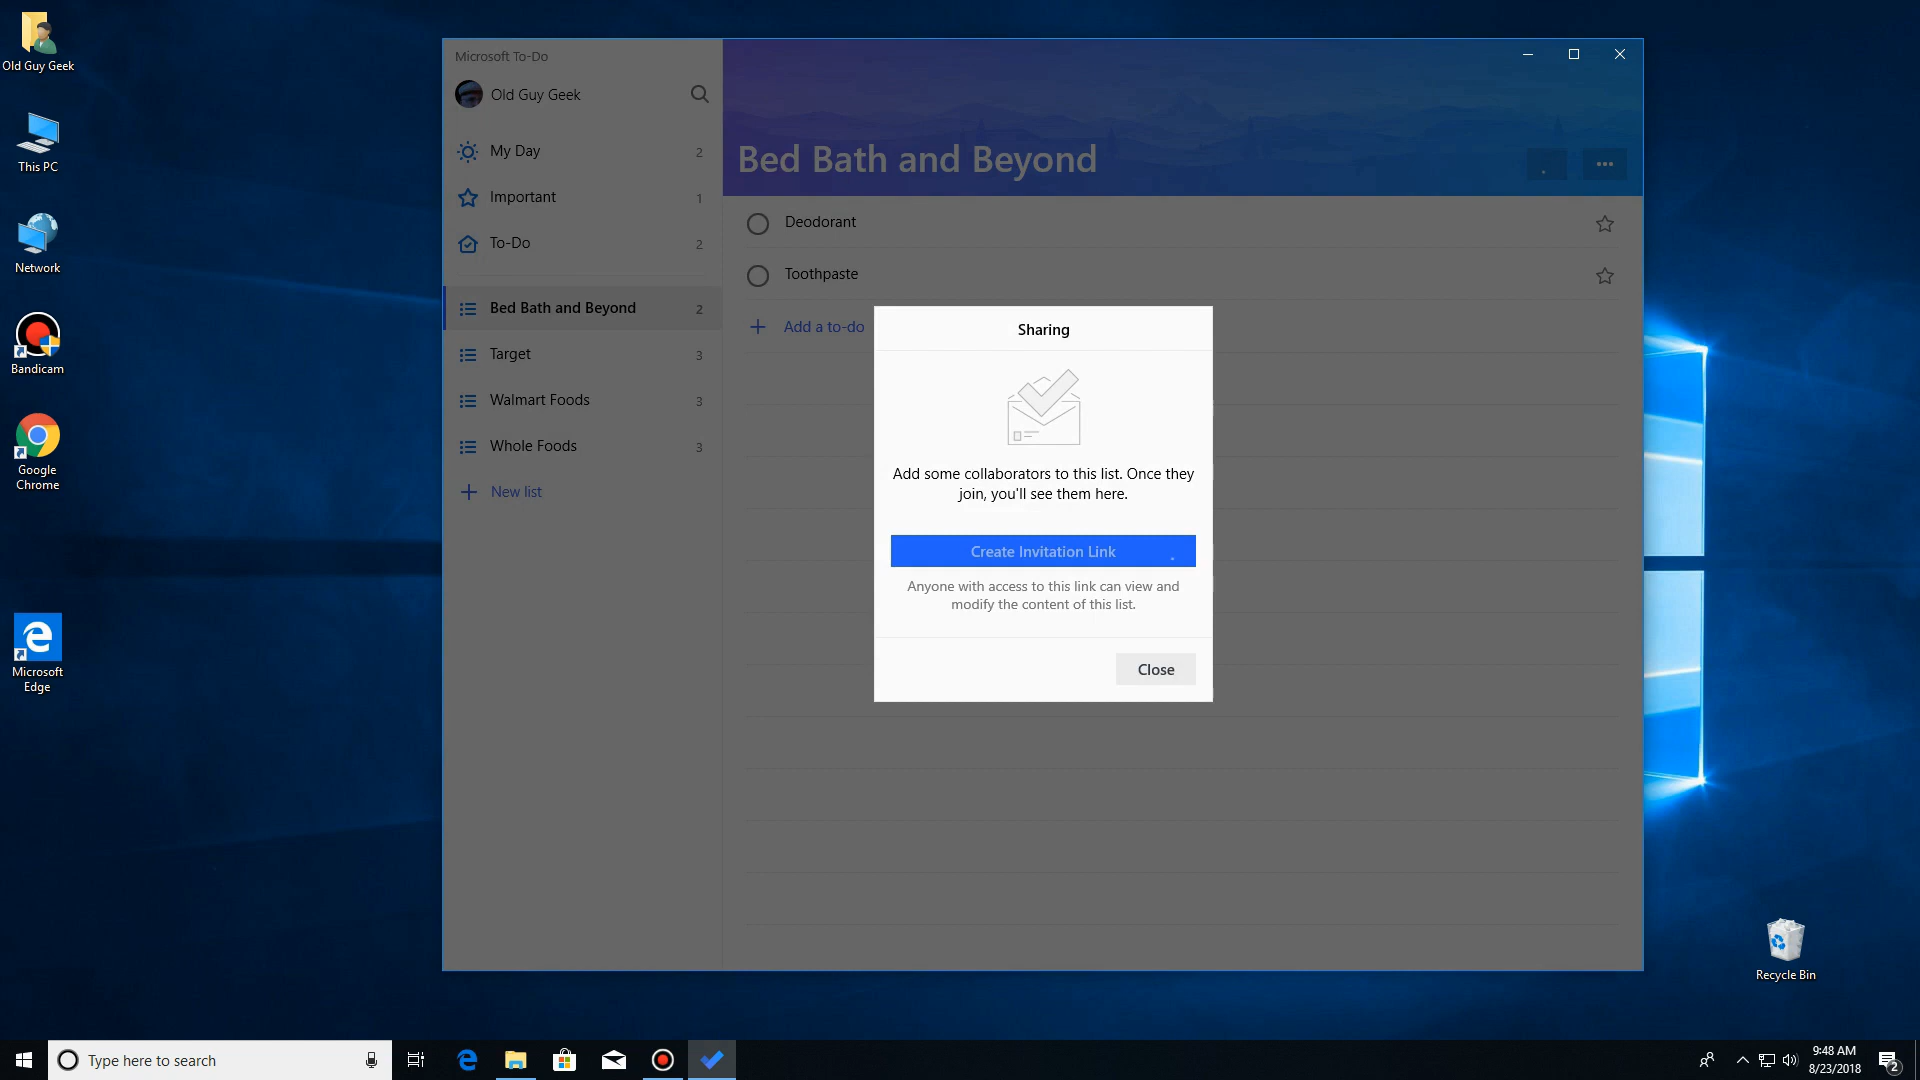 Old Guy Geek
This PC
Network
Bandicam
Google
Chrome
Microsoft
Edge
Microsoft To-Do
Old Guy Geek
My Day 2
Important 1
To-Do 2
Bed Bath and Beyond 2
Target 3
Walmart Foods 3
Whole Foods 3
New list
Bed Bath and Beyond
Deodorant
Toothpaste
Add a to-do
Sharing
Add some collaborators to this list. Once they
join, you'll see them here.
Create Invitation Link
Anyone with access to this link can view and
modify the content of this list.
Close
Recycle Bin
Type here to search
9:48 AM
8/23/2018
2